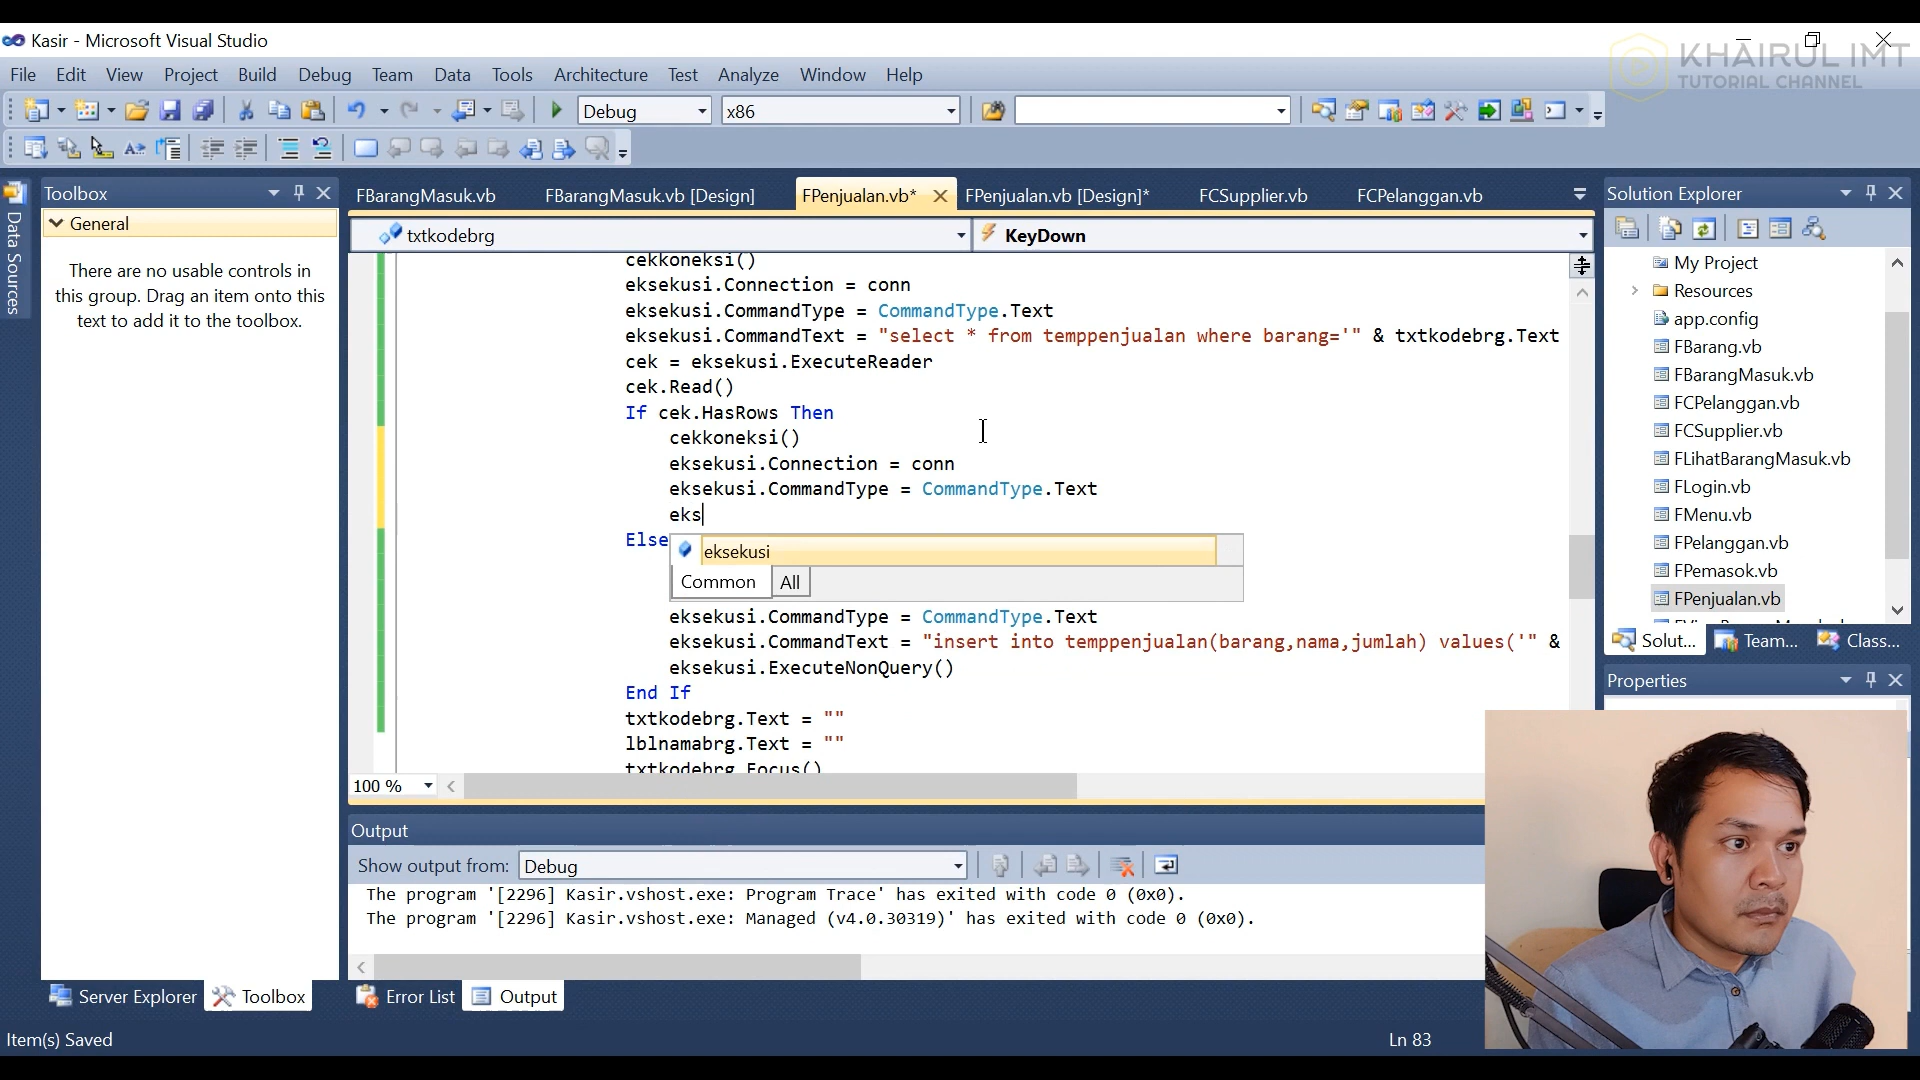 Kasir - Microsoft Visual Studio
KHAIRUL IMT
TUTORIAL CHANNEL
File Edit View Project Build Debug Team Data Tools Architecture Test Analyze Window Help
Debug x86
Toolbox
FBarangMasuk.vb FBarangMasuk.vb [Design] FPenjualan.vb* FPenjualan.vb [Design]* FCSupplier.vb FCPelanggan.vb
Solution Explorer
Data Sources
General
There are no usable controls in
this group. Drag an item onto this
text to add it to the toolbox.
txtkodebrg KeyDown
cekkoneksi()
eksekusi.Connection = conn
eksekusi.CommandType = CommandType.Text
eksekusi.CommandText = "select * from temppenjualan where barang='" & txtkodebrg.Text
cek = eksekusi.ExecuteReader
cek.Read()
If cek.HasRows Then
cekkoneksi()
eksekusi.Connection = conn
eksekusi.CommandType = CommandType.Text
eks
Else
eksekusi
Common All
eksekusi.CommandType = CommandType.Text
eksekusi.CommandText = "insert into temppenjualan(barang,nama,jumlah) values('" &
eksekusi.ExecuteNonQuery()
End If
txtkodebrg.Text = ""
lblnamabrg.Text = ""
txtkodebrg.Focus()
100 %
My Project
Resources
app.config
FBarang.vb
FBarangMasuk.vb
FCPelanggan.vb
FCSupplier.vb
FLihatBarangMasuk.vb
FLogin.vb
FMenu.vb
FPelanggan.vb
FPemasok.vb
FPenjualan.vb
Solut... Team... Class...
Properties
Output
Show output from: Debug
The program '[2296] Kasir.vshost.exe: Program Trace' has exited with code 0 (0x0).
The program '[2296] Kasir.vshost.exe: Managed (v4.0.30319)' has exited with code 0 (0x0).
Server Explorer Toolbox Error List Output
Item(s) Saved Ln 83